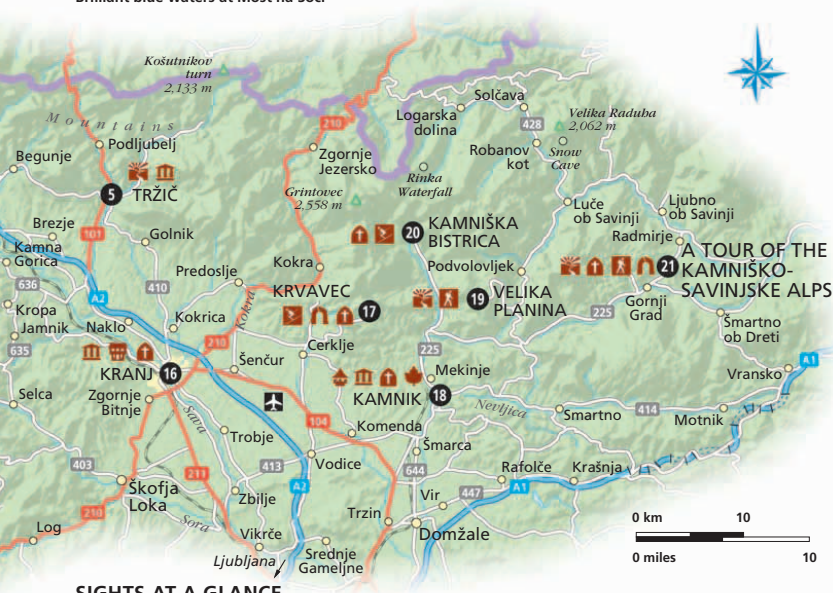 Brilliant blue waters at Most na Soči
Košutnikov
turn
2,133 m
Mountains
Podljubelj
Begunje
5
TRŽIČ
Brezje
Kamna
Gorica
101
Golnik
636
A2
410
Predoslje
Kropa
Jamnik
Naklo
Kokrica
635
210
KRANJ
16
Šenčur
Selca
Zgornje
Bitnje
Sava
Trobje
403
211
413
Škofja
Loka
Zbilje
210
Log
Sora
Vikrče
Ljubljana
Srednje
Gameljne
210
Zgornje
Jezersko
Grintovec
2,558 m
Kokra
Kokra
KRVAVEC
17
Cerklje
104
Komenda
Vodice
A2
Trzin
Logarska
dolina
Solčava
428
Velika Raduha
2,062 m
Robanov
kot
Snow
Cave
Rinka
Waterfall
20
KAMNIŠKA
BISTRICA
Luče
ob Savinji
Ljubno
ob Savinji
Radmirje
Podvolovljek
21
A TOUR OF THE
KAMNIŠKO-
SAVINJSKE ALPS
19
VELIKA
PLANINA
225
Gornji
Grad
Šmartno
ob Dreti
225
Mekinje
KAMNIK
18
Nevljica
Smartno
414
Motnik
Vransko
A1
Šmarca
644
Rafolče
Krašnja
Vir
447
A1
Domžale
0 km
10
0 miles
10
SIGHTS AT A GLANCE